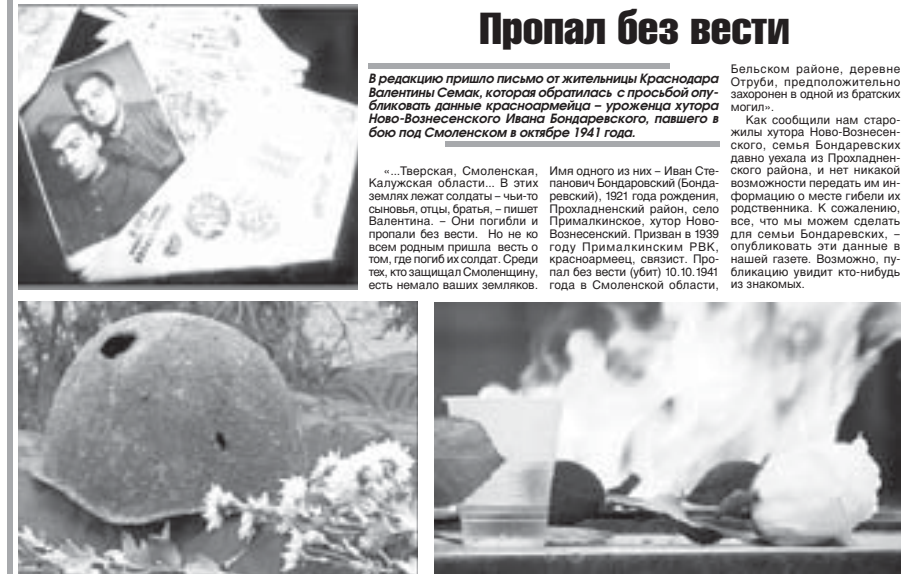 Пропал без вести
В редакцию пришло письмо от жительницы Краснодара
Валентины Семак, которая обратилась с просьбой опу-
бликовать данные красноармейца – уроженца хутора
Ново-Вознесенского Ивана Бондаревского, павшего в
бою под Смоленском в октябре 1941 года.
«...Тверская, Смоленская,
Калужская области... В этих
землях лежат солдаты – чьи-то
сыновья, отцы, братья, – пишет
Валентина. – Они погибли и
пропали без вести. Но не ко
всем родным пришла весть о
том, где погиб их солдат. Среди
тех, кто защищал Смоленщину,
есть немало ваших земляков.
Имя одного из них – Иван Сте-
панович Бондаровский (Бонда-
ревский), 1921 года рождения,
Прохладненский район, село
Прималкинское, хутор Ново-
Вознесенский. Призван в 1939
году Прималкинским РВК,
красноармеец, связист. Про-
пал без вести (убит) 10.10.1941
года в Смоленской области,
Бельском районе, деревне
Отруби, предположительно
захоронен в одной из братских
могил».
Как сообщили нам старо-
жилы хутора Ново-Вознесен-
ского, семья Бондаревских
давно уехала из Прохладнен-
ского района, и нет никакой
возможности передать им ин-
формацию о месте гибели их
родственника. К сожалению,
все, что мы можем сделать
для семьи Бондаревских, –
опубликовать эти данные в
нашей газете. Возможно, пу-
бликацию увидит кто-нибудь
из знакомых.